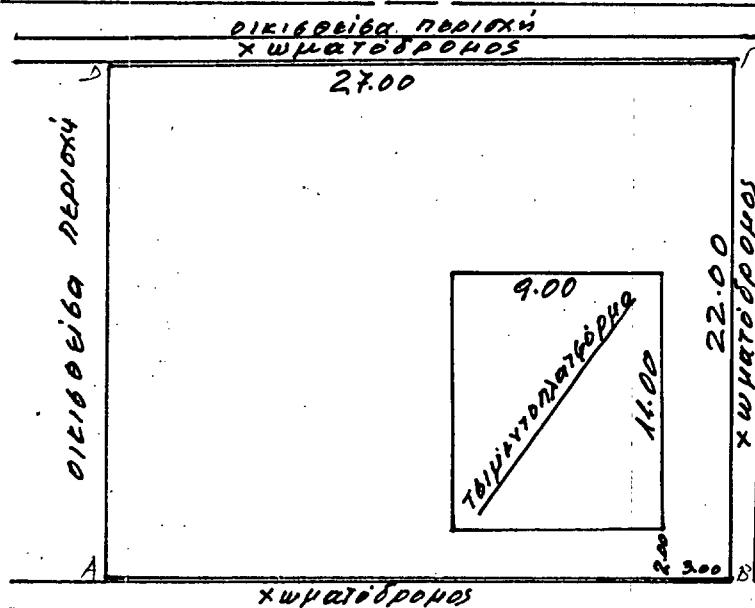 οικισθείσα περιοχή
χωματόδρομος
Δ
Γ
27.00
οικισθείσα περιοχή
9.00
τσιμεντοπλατφόρμα
11.00
22.00
χωματόδρομος
2.00
3.00
Α
Β
χωματόδρομος